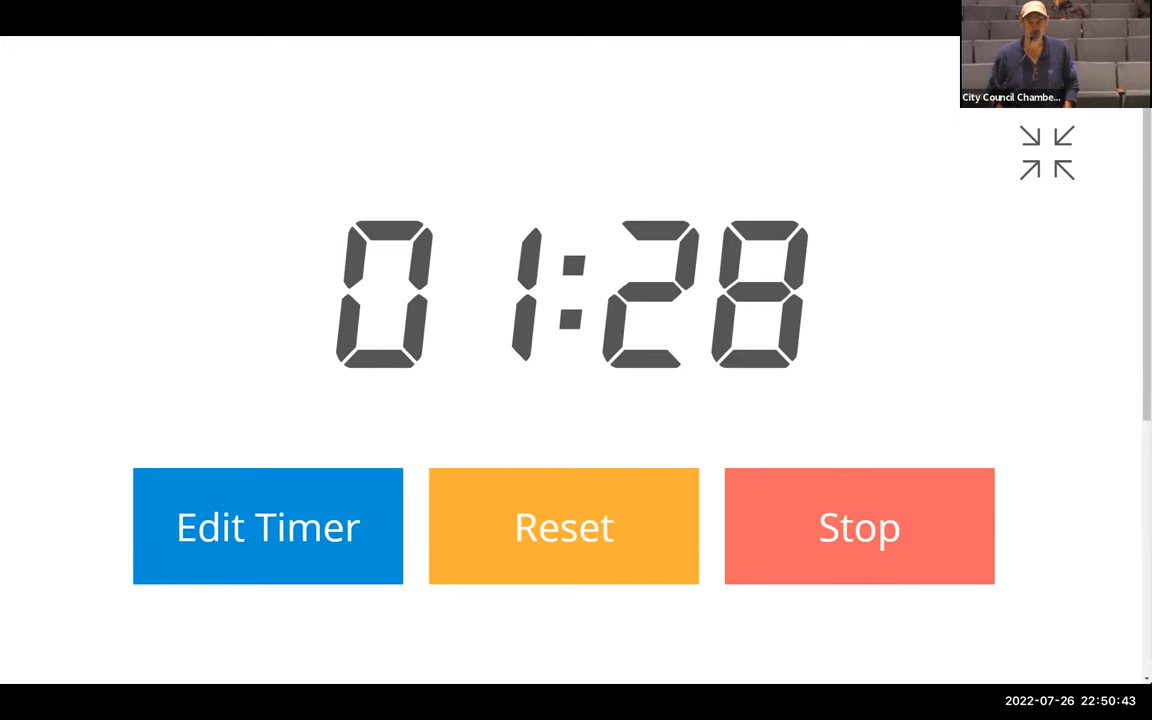 City Council Chambe...
01:28
Edit Timer
Reset
Stop
2022-07-26 22:50:43